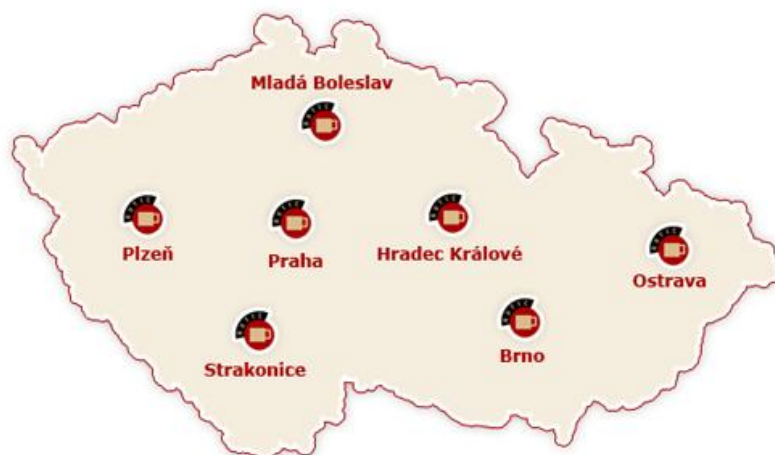 Mladá Boleslav
Plzeň
Praha
Hradec Králové
Ostrava
Strakonice
Brno